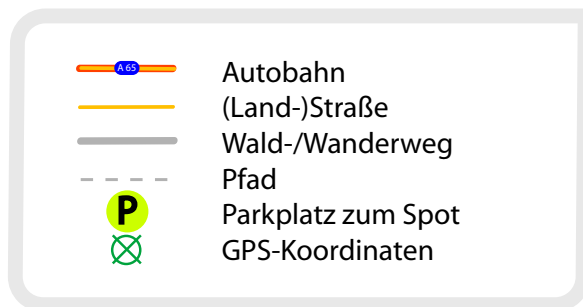 A 65 Autobahn
(Land-)Straße
Wald-/Wanderweg
Pfad
P Parkplatz zum Spot
GPS-Koordinaten